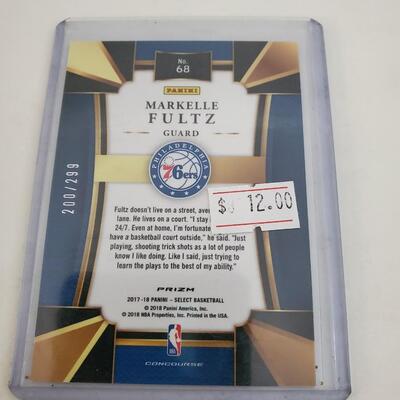 No.
68
PANINI
MARKELLE
FULTZ
GUARD
200/299
PHILADELPHIA
76ERS
$ 12.00
Fultz doesn't live on a street,
lane. He lives on a court. "I stay
24/7. Even at home, I'm fortunate
have a basketball court outside," he said. "Just
playing, shooting trick shots as a lot of people
know I like doing. Like I said, just trying to
learn the plays to the best of my ability."
PRIZM
2017-18 PANINI – SELECT BASKETBALL
© 2018 Panini America, Inc.
© 2018 NBA Properties, Inc. Printed in the USA.
NBA
CONCOURSE